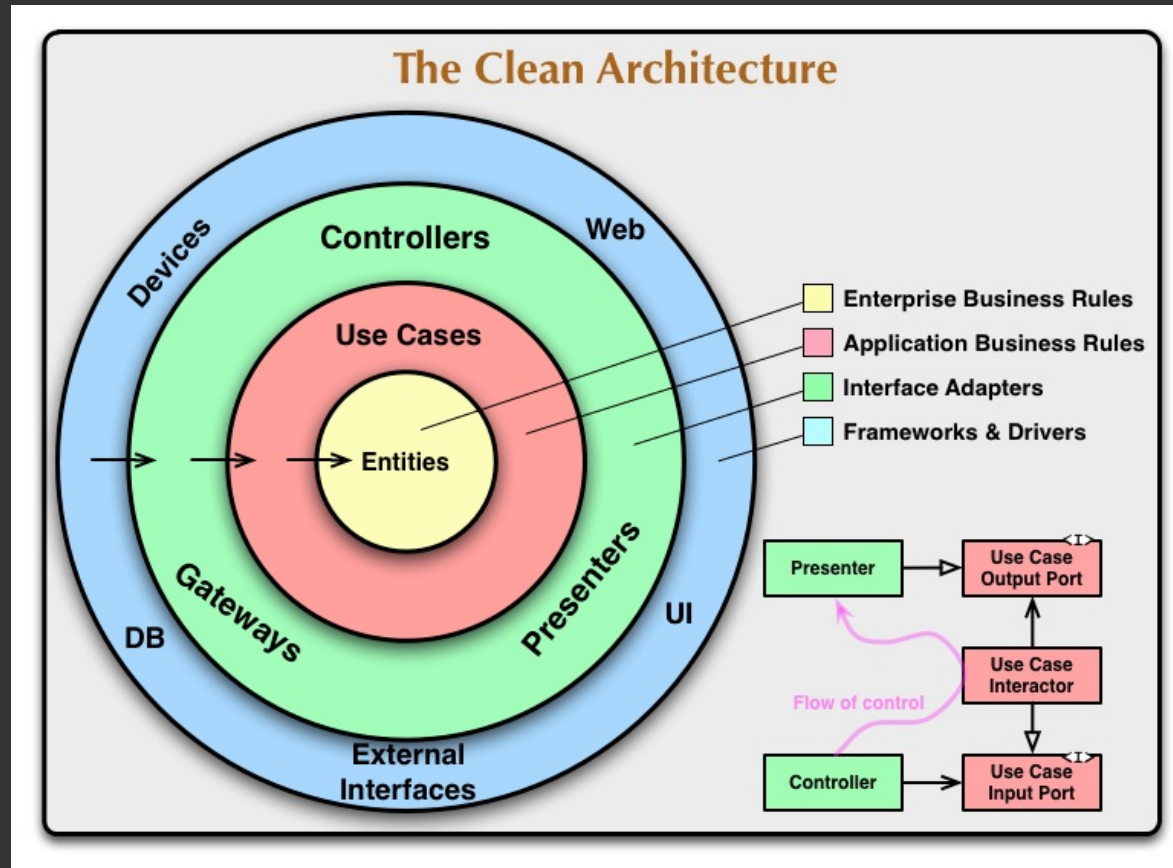 The Clean Architecture
Devices
Controllers
Web
Use Cases
Entities
Gateways
Presenters
DB
UI
External
Interfaces
Enterprise Business Rules
Application Business Rules
Interface Adapters
Frameworks & Drivers
Presenter
<I>
Use Case
Output Port
Use Case
Interactor
Flow of control
Controller
<I>
Use Case
Input Port